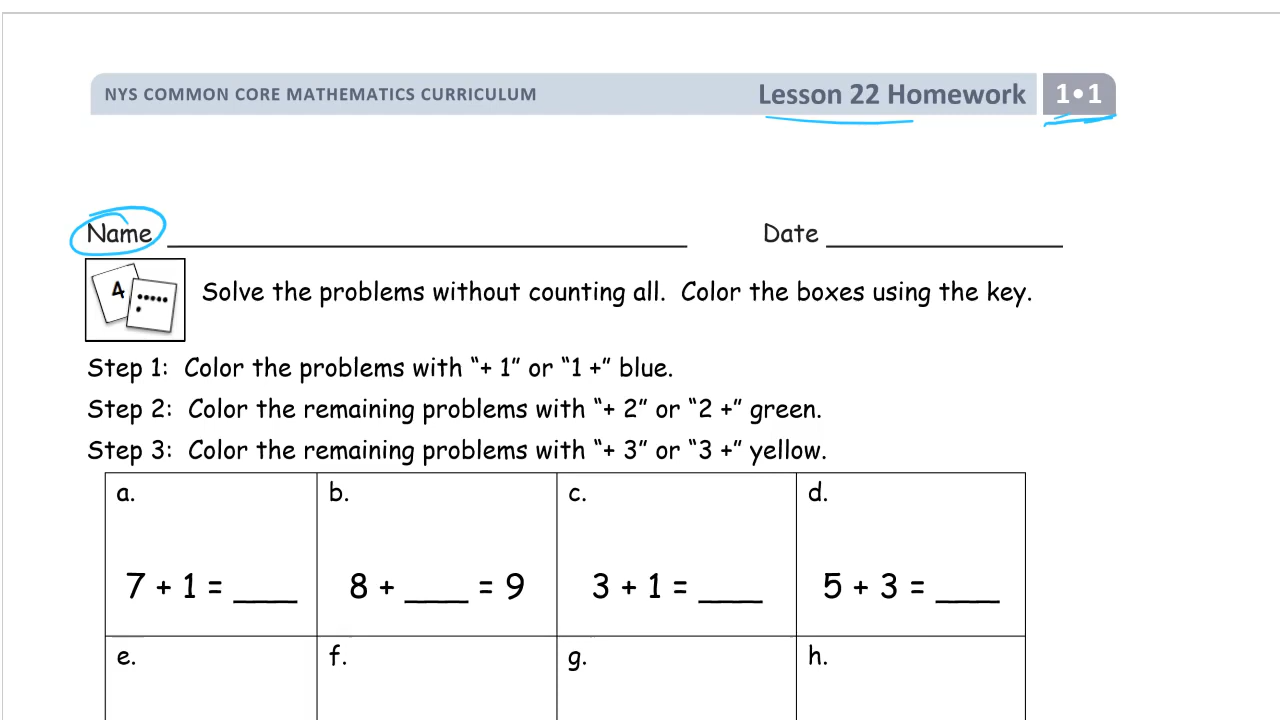 NYS COMMON CORE MATHEMATICS CURRICULUM Lesson 22 Homework 1•1
Name ____ Date ____
4
Solve the problems without counting all. Color the boxes using the key.
Step 1: Color the problems with “+ 1” or “1 +” blue.
Step 2: Color the remaining problems with “+ 2” or “2 +” green.
Step 3: Color the remaining problems with “+ 3” or “3 +” yellow.
a. b. c. d.
7 + 1 = ____ 8 + ____ = 9 3 + 1 = ____ 5 + 3 = ____
e. f. g. h.